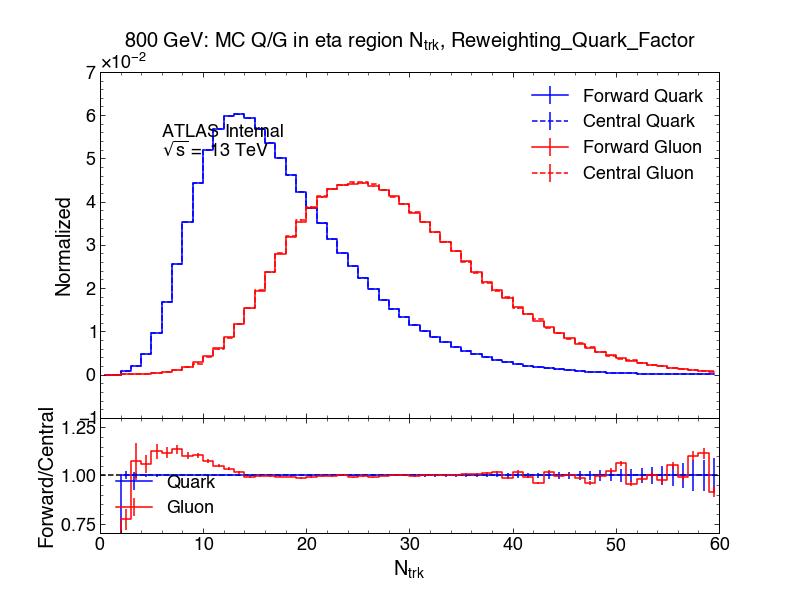 800 GeV: MC Q/G in eta region N_trk, Reweighting_Quark_Factor
×10⁻²
7
6
5
4
3
2
1
0
−1
Normalized
ATLAS Internal
√s = 13 TeV
Forward Quark
Central Quark
Forward Gluon
Central Gluon
1.25
1.00
0.75
Forward/Central
Quark
Gluon
0 10 20 30 40 50 60
N_trk